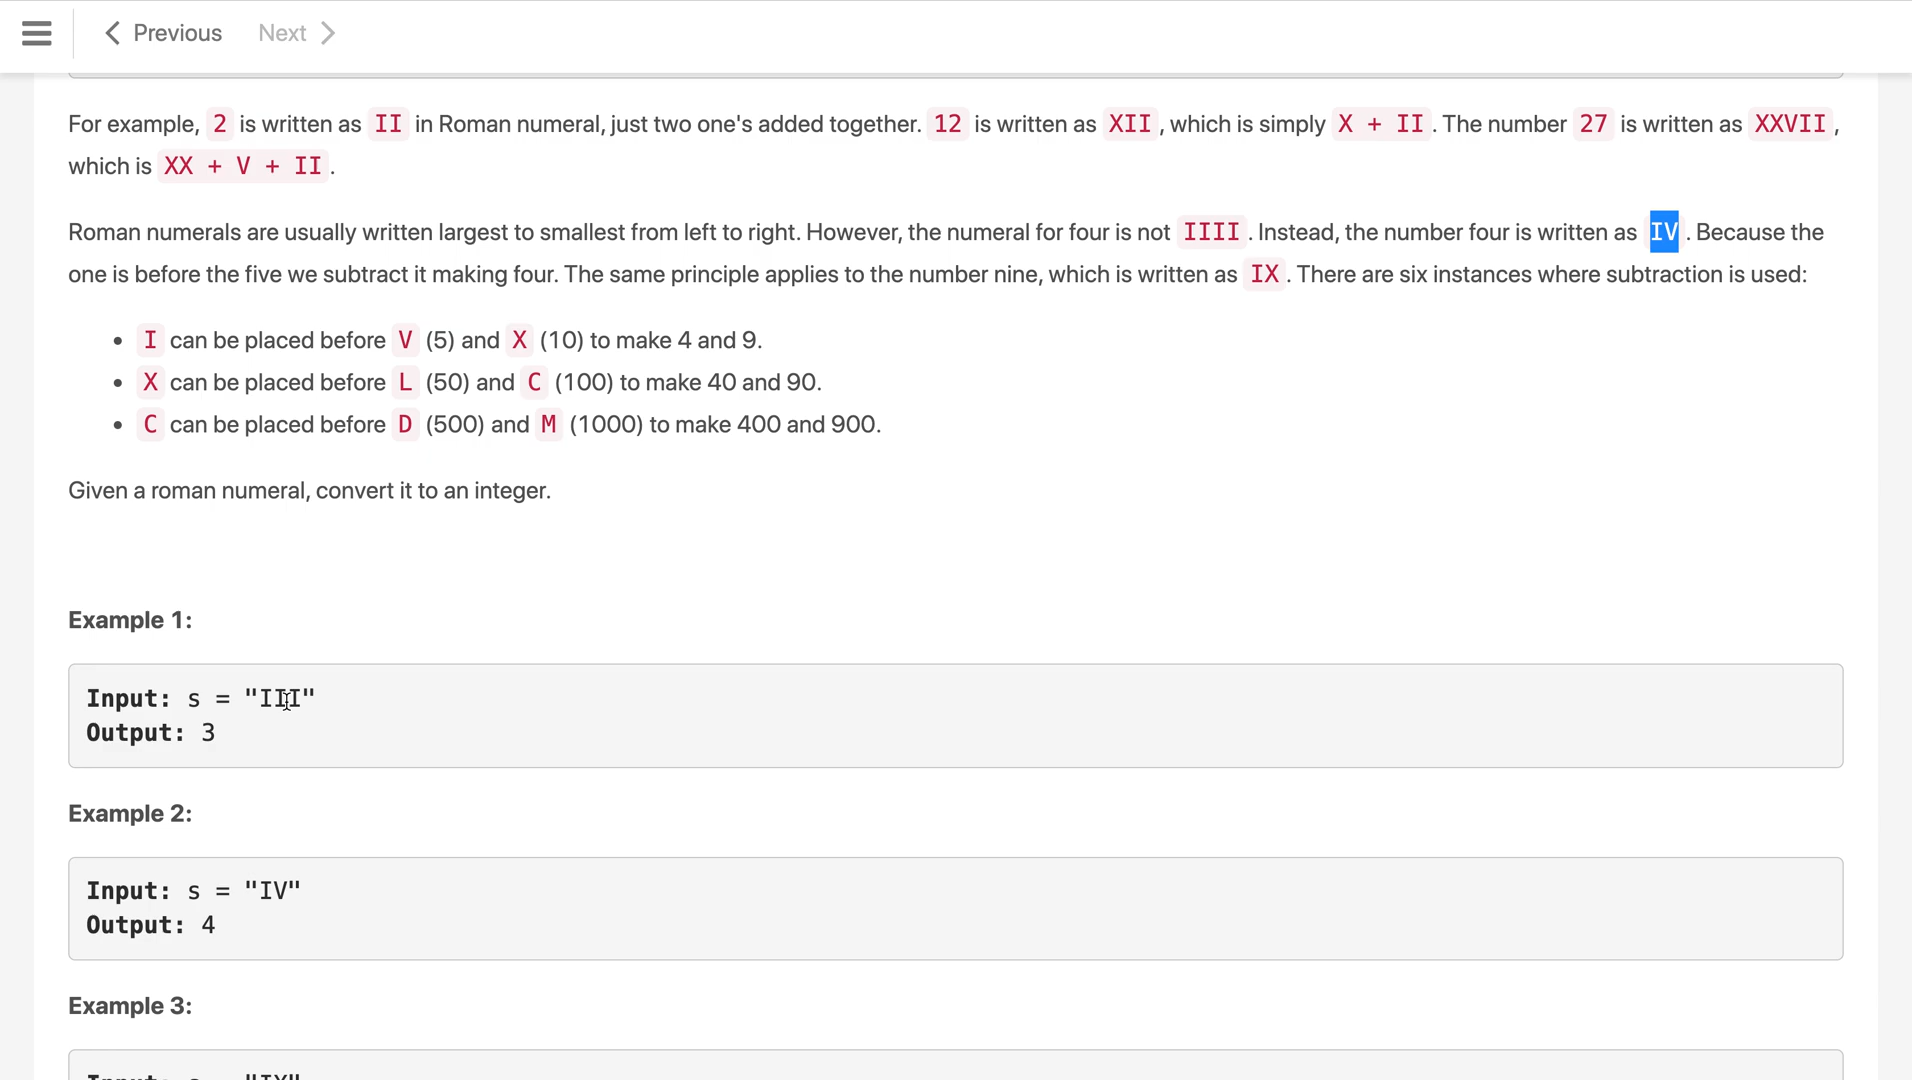 Previous Next
For example, 2 is written as II in Roman numeral, just two one's added together. 12 is written as XII , which is simply X + II . The number 27 is written as XXVII ,
which is XX + V + II .
Roman numerals are usually written largest to smallest from left to right. However, the numeral for four is not IIII . Instead, the number four is written as IV . Because the
one is before the five we subtract it making four. The same principle applies to the number nine, which is written as IX . There are six instances where subtraction is used:
• I can be placed before V (5) and X (10) to make 4 and 9.
• X can be placed before L (50) and C (100) to make 40 and 90.
• C can be placed before D (500) and M (1000) to make 400 and 900.
Given a roman numeral, convert it to an integer.
Example 1:
Input: s = "III"
Output: 3
Example 2:
Input: s = "IV"
Output: 4
Example 3:
Input: s = "IX"